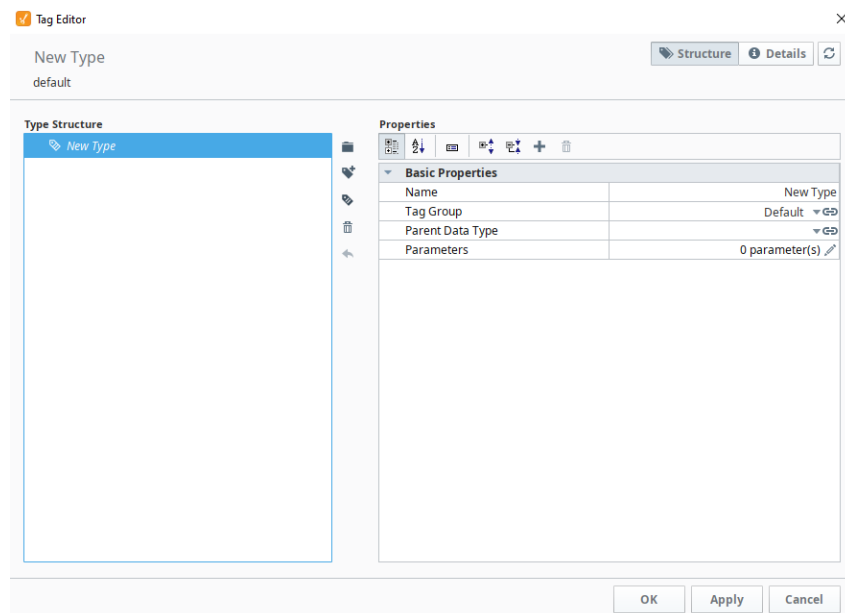 Tag Editor
New Type
Structure
Details
default
Type Structure
New Type
Properties
Basic Properties
Name New Type
Tag Group Default
Parent Data Type
Parameters 0 parameter(s)
OK Apply Cancel